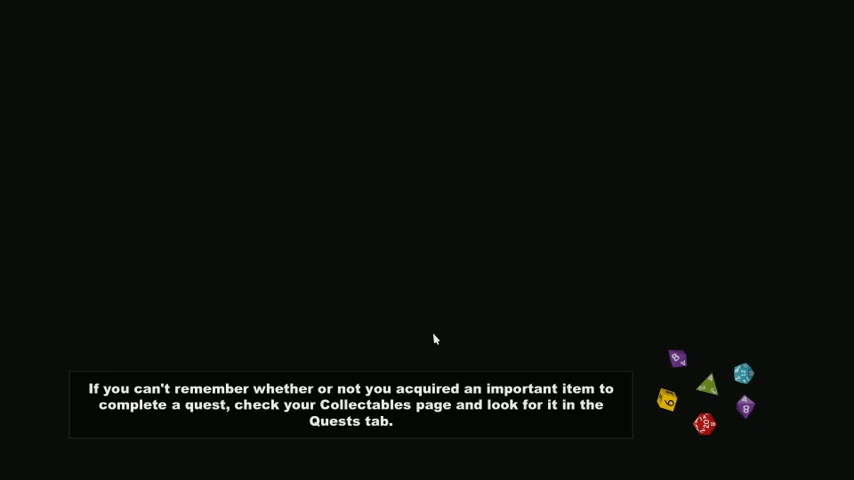 If you can't remember whether or not you acquired an important item to
complete a quest, check your Collectables page and look for it in the
Quests tab.